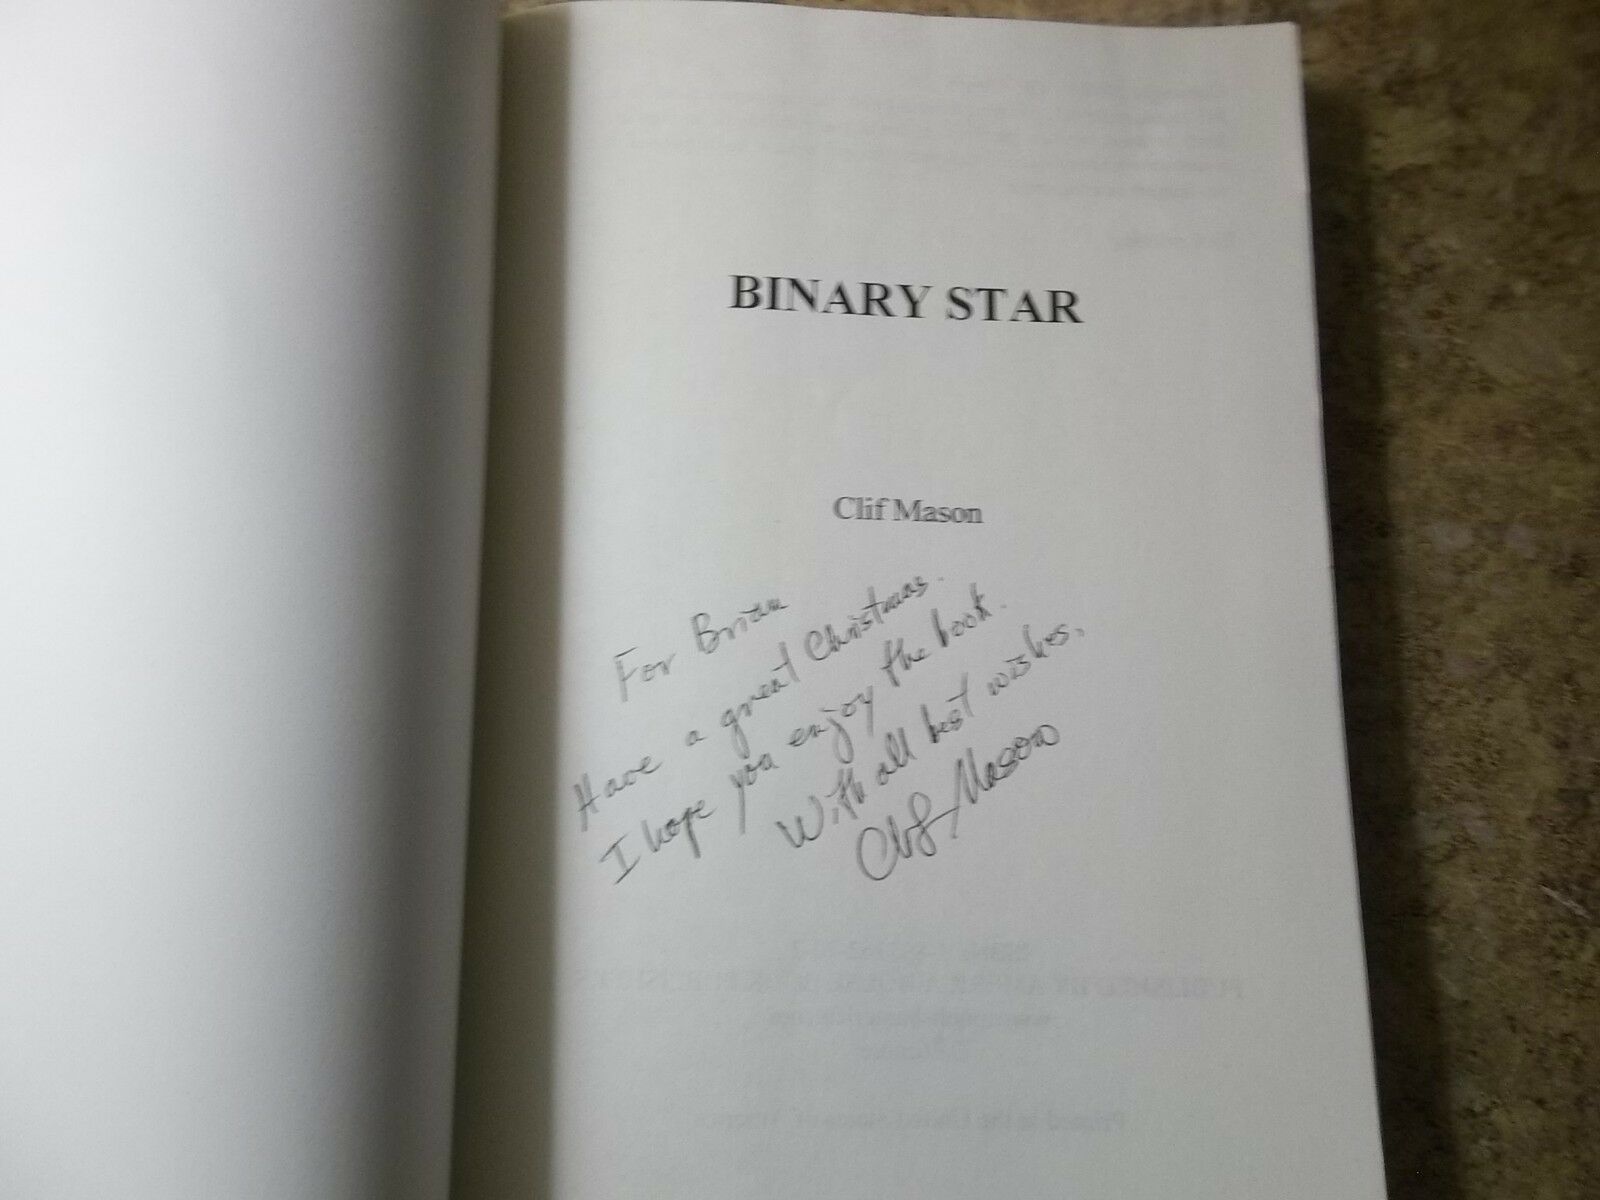 BINARY STAR
Clif Mason
For Brian
Have a great Christmas.
I hope you enjoy the book.
With all best wishes,
Clif Mason